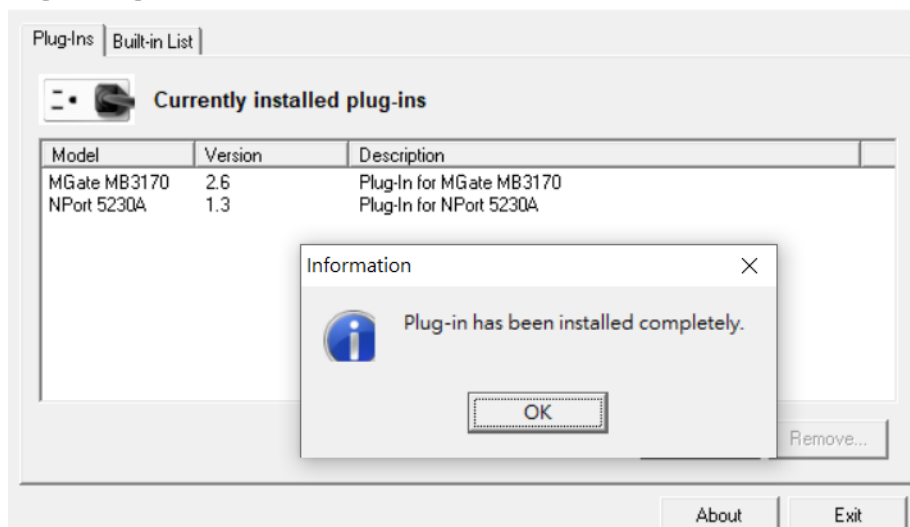 Plug-Ins Built-in List
Currently installed plug-ins
Model Version Description
MGate MB3170 2.6 Plug-In for MGate MB3170
NPort 5230A 1.3 Plug-In for NPort 5230A
Information
Plug-in has been installed completely.
OK
Remove...
About Exit